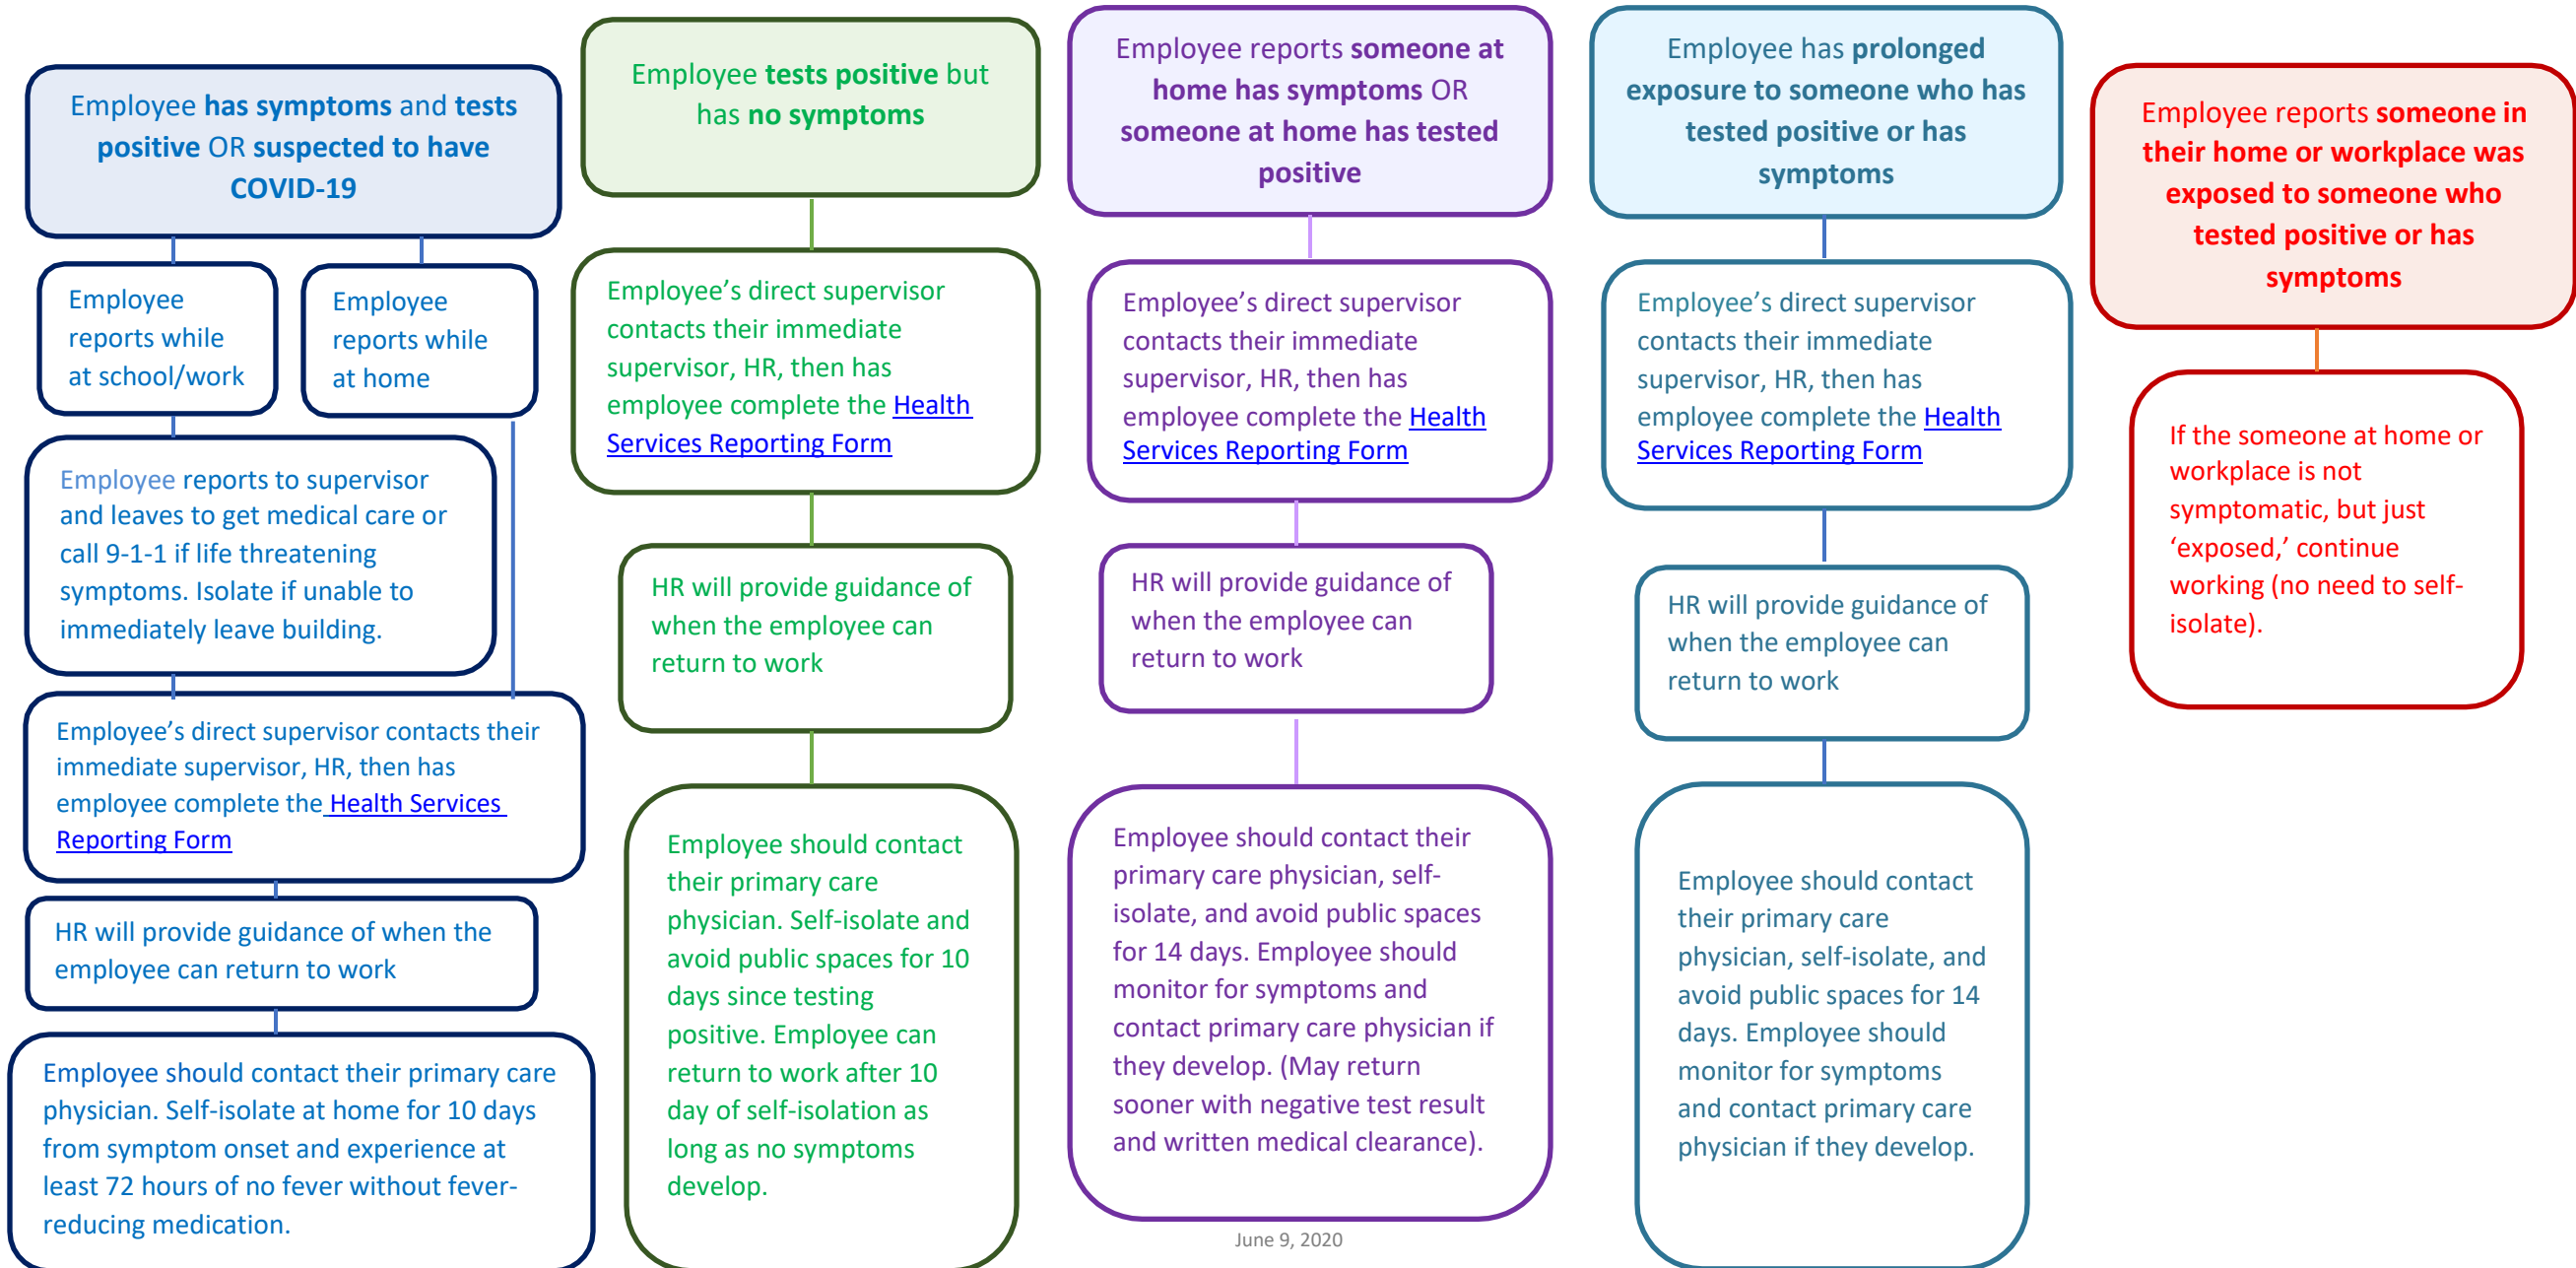 Employee has symptoms and tests
positive OR suspected to have
COVID-19
Employee
reports while
at school/work
Employee
reports while
at home
Employee reports to supervisor
and leaves to get medical care or
call 9-1-1 if life threatening
symptoms. Isolate if unable to
immediately leave building.
Employee’s direct supervisor contacts their
immediate supervisor, HR, then has
employee complete the Health Services
Reporting Form
HR will provide guidance of when the
employee can return to work
Employee should contact their primary care
physician. Self-isolate at home for 10 days
from symptom onset and experience at
least 72 hours of no fever without fever-
reducing medication.
Employee tests positive but
has no symptoms
Employee’s direct supervisor
contacts their immediate
supervisor, HR, then has
employee complete the Health
Services Reporting Form
HR will provide guidance of
when the employee can
return to work
Employee should contact
their primary care
physician. Self-isolate and
avoid public spaces for 10
days since testing
positive. Employee can
return to work after 10
day of self-isolation as
long as no symptoms
develop.
Employee reports someone at
home has symptoms OR
someone at home has tested
positive
Employee’s direct supervisor
contacts their immediate
supervisor, HR, then has
employee complete the Health
Services Reporting Form
HR will provide guidance of
when the employee can
return to work
Employee should contact their
primary care physician, self-
isolate, and avoid public spaces
for 14 days. Employee should
monitor for symptoms and
contact primary care physician if
they develop. (May return
sooner with negative test result
and written medical clearance).
Employee has prolonged
exposure to someone who has
tested positive or has
symptoms
Employee’s direct supervisor
contacts their immediate
supervisor, HR, then has
employee complete the Health
Services Reporting Form
HR will provide guidance of
when the employee can
return to work
Employee should contact
their primary care
physician, self-isolate, and
avoid public spaces for 14
days. Employee should
monitor for symptoms
and contact primary care
physician if they develop.
Employee reports someone in
their home or workplace was
exposed to someone who
tested positive or has
symptoms
If the someone at home or
workplace is not
symptomatic, but just
‘exposed,’ continue
working (no need to self-
isolate).
June 9, 2020